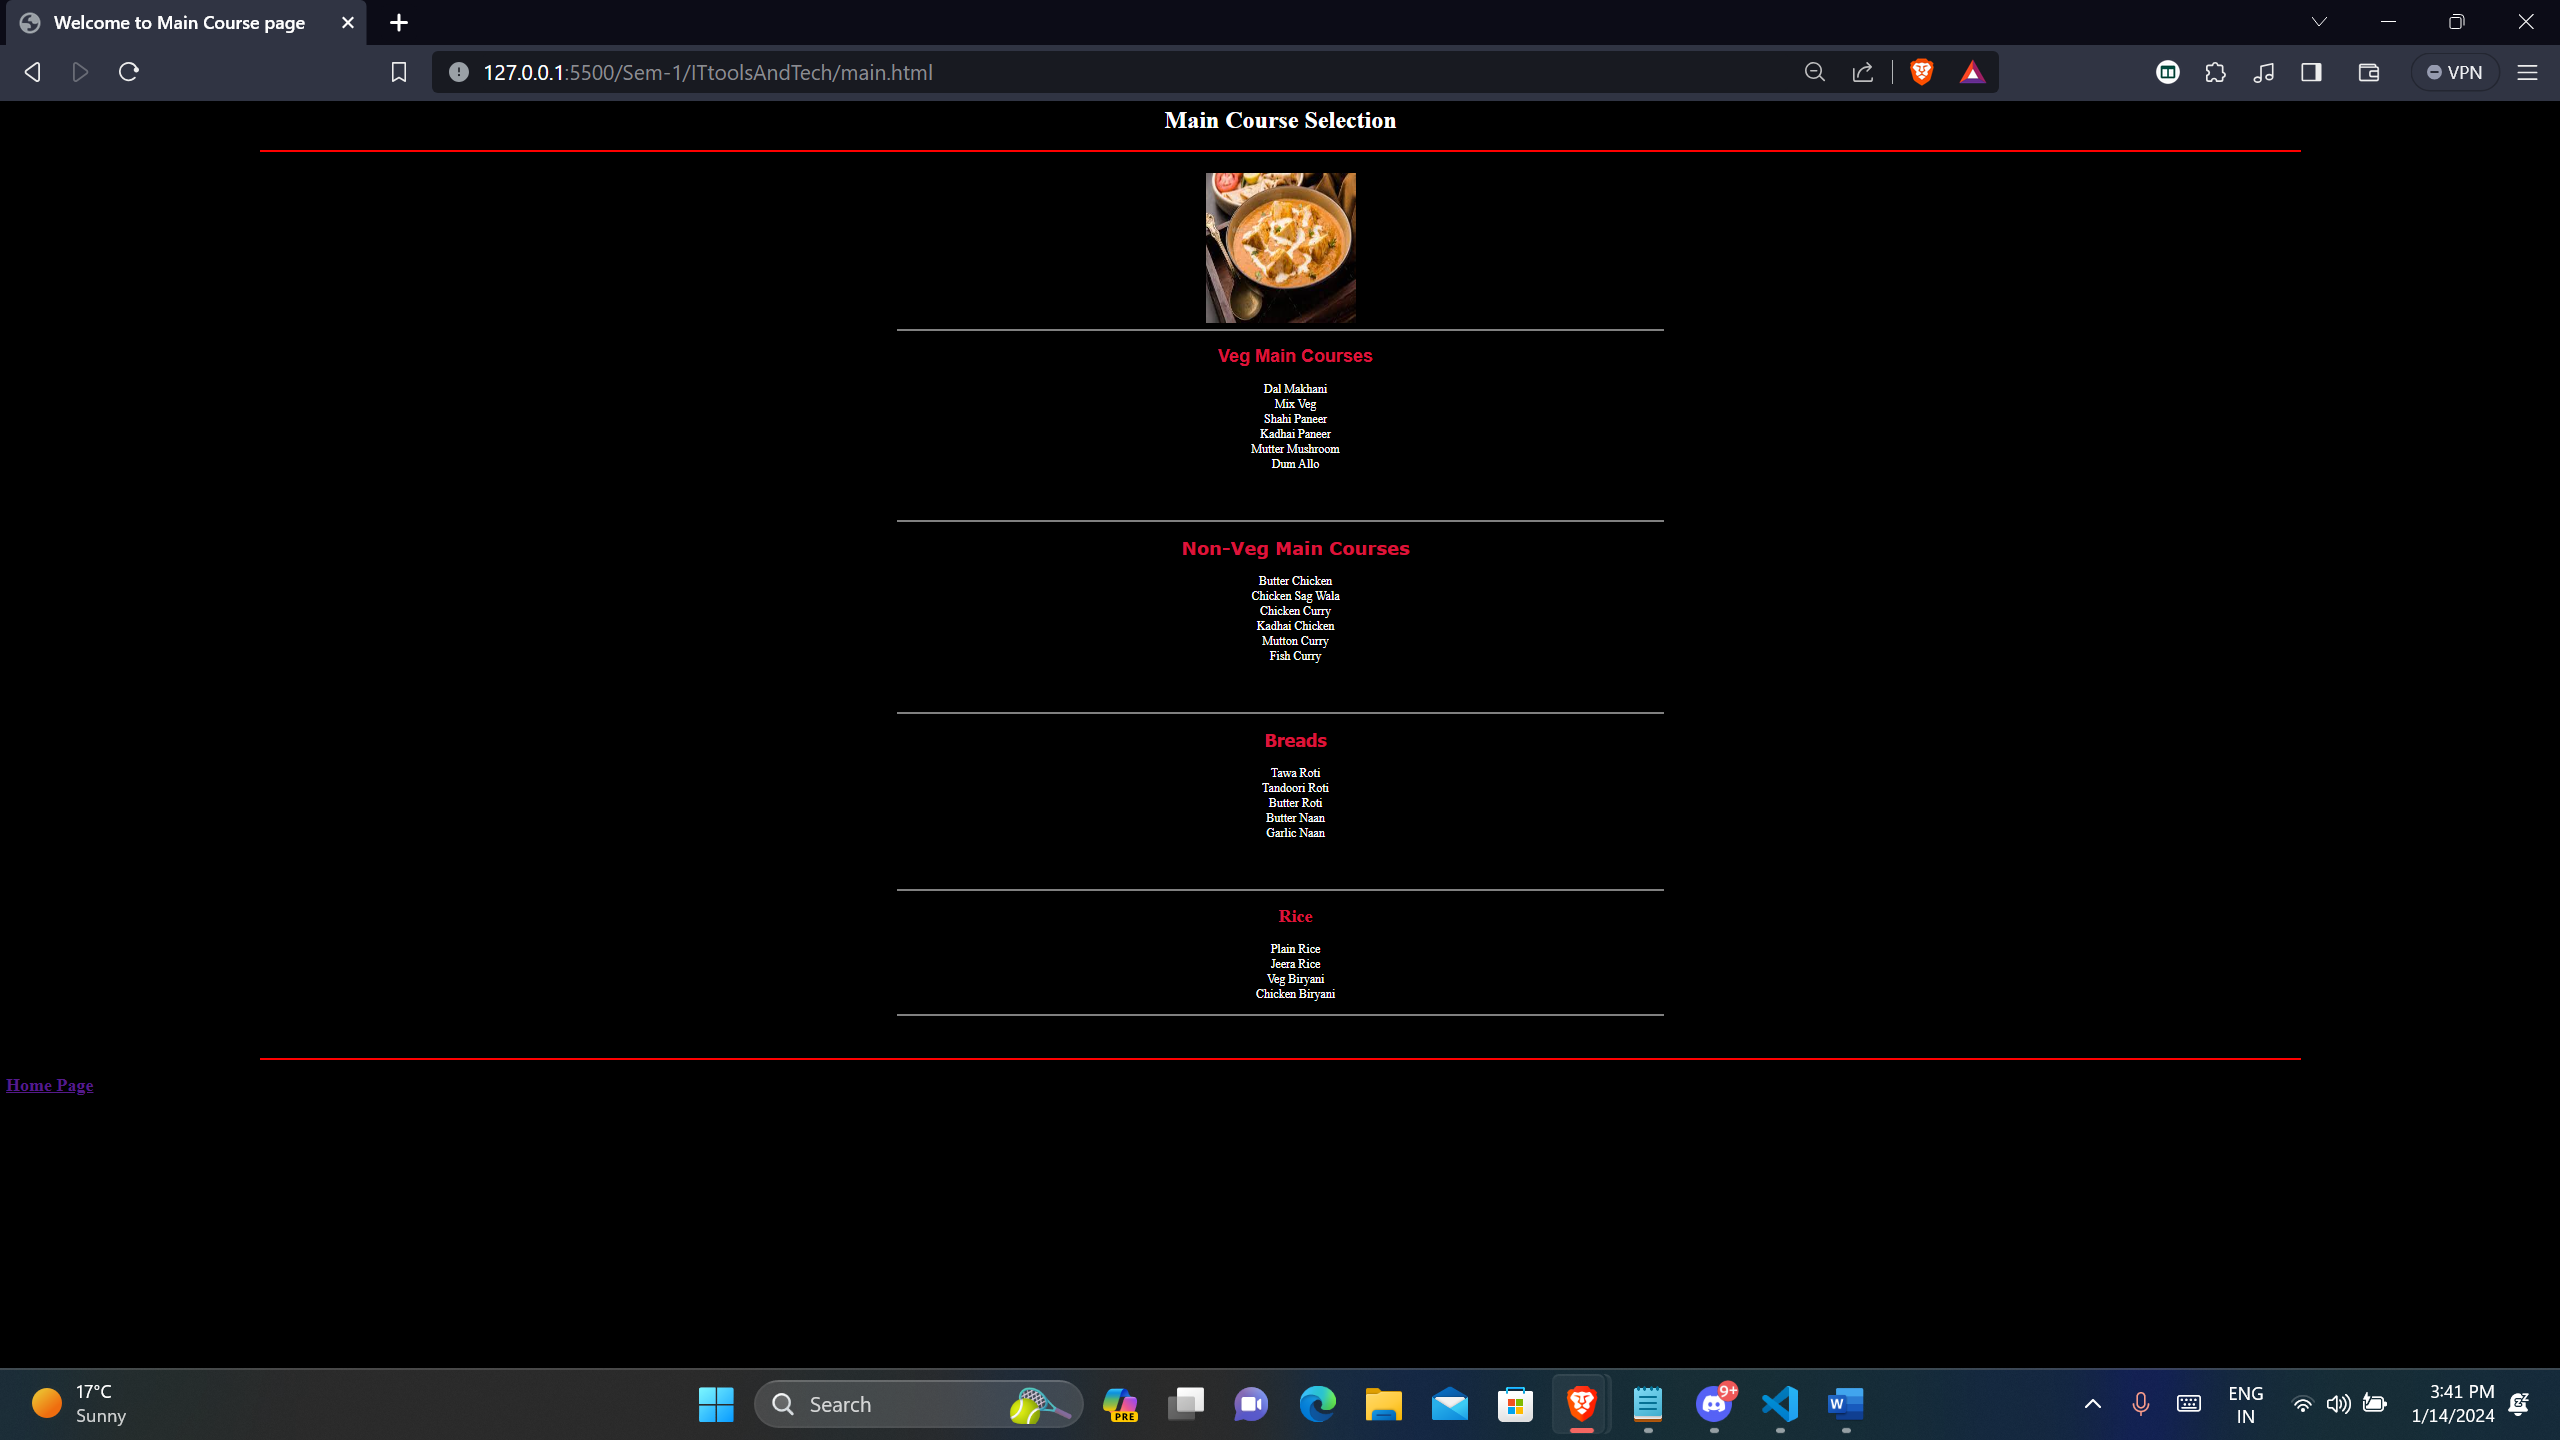 Welcome to Main Course page
127.0.0.1:5500/Sem-1/ITtoolsAndTech/main.html
VPN
Main Course Selection
Veg Main Courses
Dal Makhani
Mix Veg
Shahi Paneer
Kadhai Paneer
Mutter Mushroom
Dum Allo
Non-Veg Main Courses
Butter Chicken
Chicken Sag Wala
Chicken Curry
Kadhai Chicken
Mutton Curry
Fish Curry
Breads
Tawa Roti
Tandoori Roti
Butter Roti
Butter Naan
Garlic Naan
Rice
Plain Rice
Jeera Rice
Veg Biryani
Chicken Biryani
Home Page
17°C
Sunny
Search
PRE
9+
W
ENG
IN
3:41 PM
1/14/2024